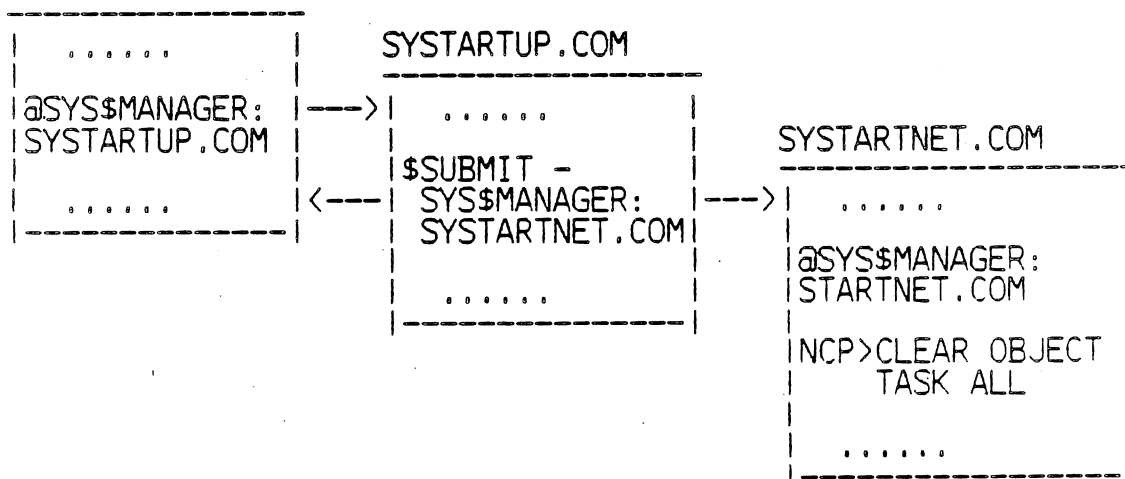 ......
@SYS$MANAGER:
SYSTARTUP.COM
......
SYSTARTUP.COM
......
$SUBMIT -
SYS$MANAGER:
SYSTARTNET.COM
......
SYSTARTNET.COM
......
@SYS$MANAGER:
STARTNET.COM
NCP>CLEAR OBJECT
TASK ALL
......